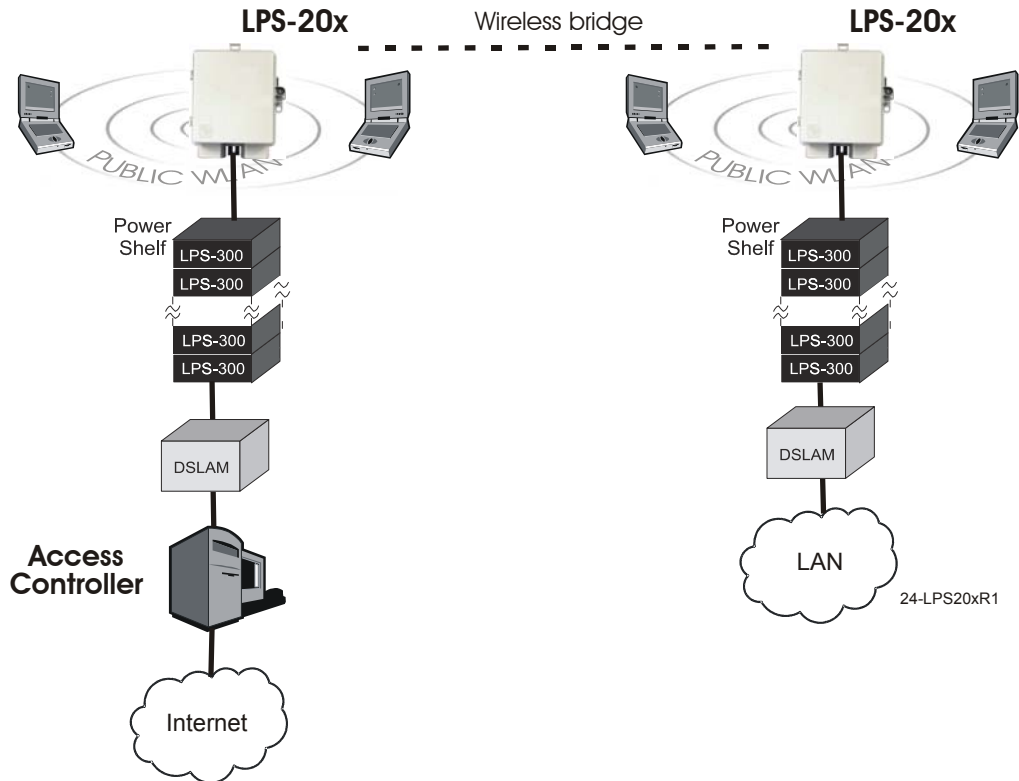 LPS-20x
Wireless bridge
LPS-20x
PUBLIC WLAN
PUBLIC WLAN
Power
Shelf
LPS-300
LPS-300
LPS-300
LPS-300
Power
Shelf
LPS-300
LPS-300
LPS-300
LPS-300
DSLAM
DSLAM
Access
Controller
LAN
24-LPS20xR1
Internet